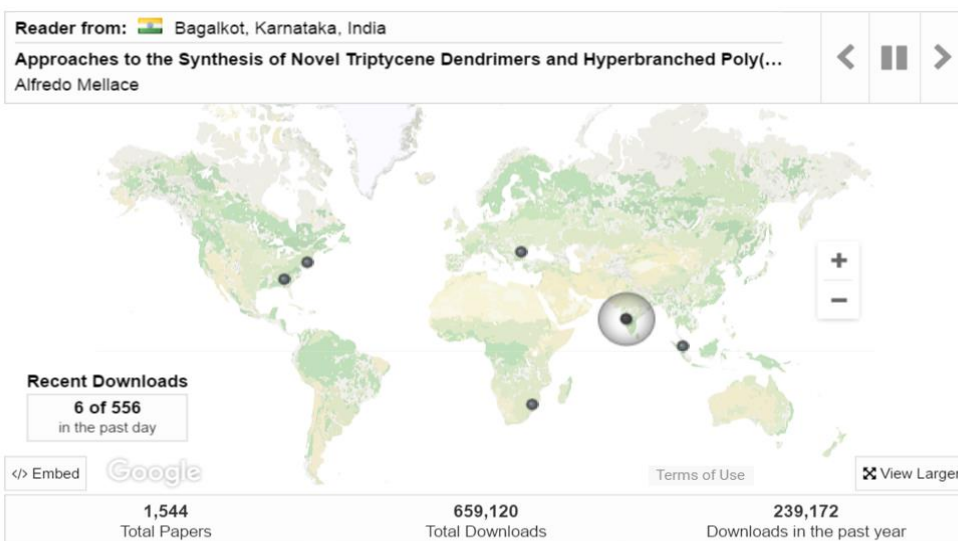 Reader from: Bagalkot, Karnataka, India
Approaches to the Synthesis of Novel Triptycene Dendrimers and Hyperbranched Poly(...
Alfredo Mellace
+
−
Recent Downloads
6 of 556
in the past day
</> Embed
Google
Terms of Use
View Larger
1,544
Total Papers
659,120
Total Downloads
239,172
Downloads in the past year